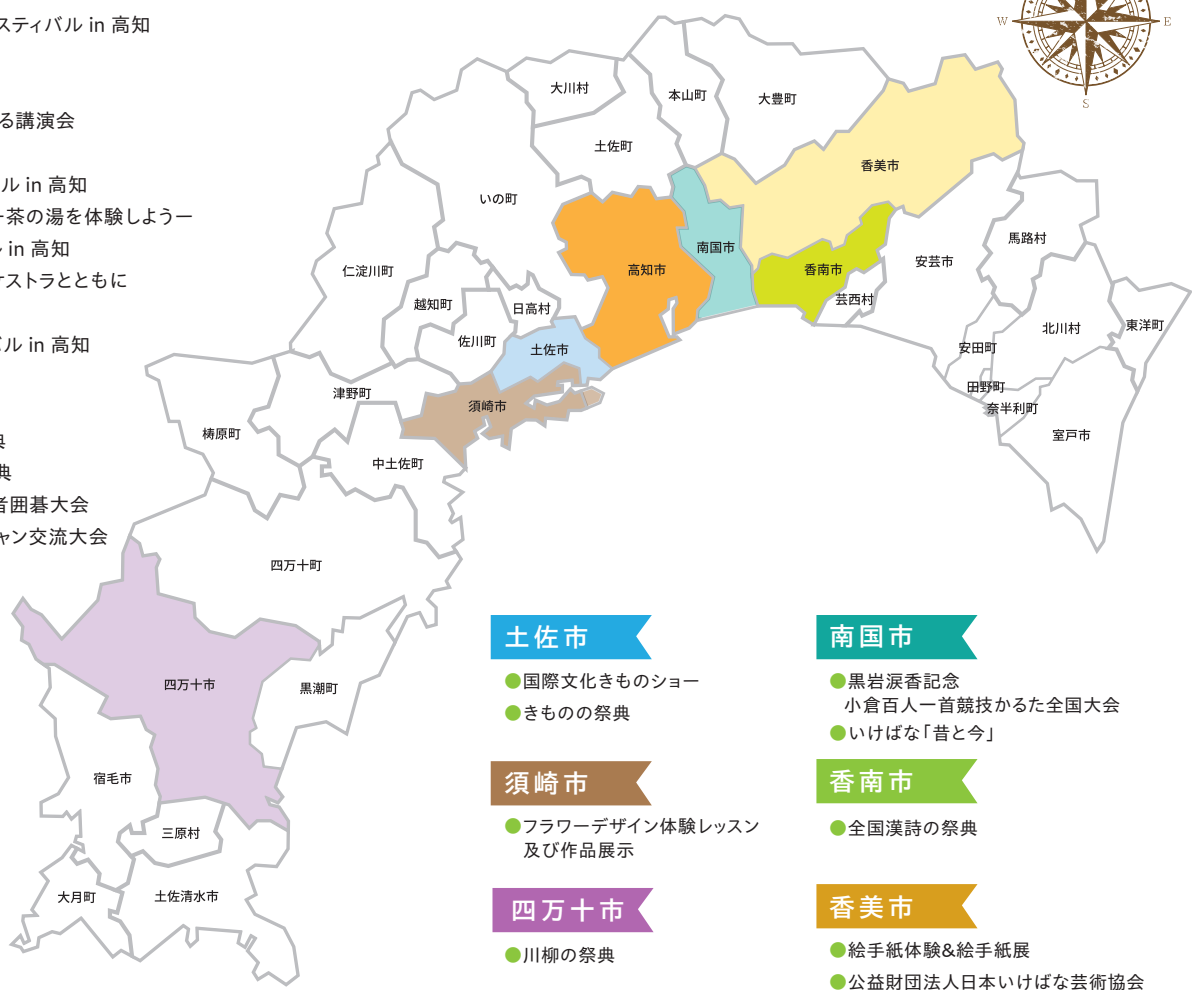 スティバル in 高知
る講演会
ル in 高知
ー茶の湯を体験しようー
in 高知
ケストラとともに
バル in 高知
典
典
者囲碁大会
ャン交流大会
W
E
S
大川村
本山町
大豊町
土佐町
香美市
いの町
馬路村
南国市
安芸市
高知市
香南市
仁淀川町
芸西村
越知町
日高村
北川村
東洋町
佐川町
土佐市
安田町
田野町
津野町
須崎市
奈半利町
梼原町
室戸市
中土佐町
四万十町
四万十市
黒潮町
宿毛市
三原村
大月町
土佐清水市
土佐市
●国際文化きものショー
●きものの祭典
須崎市
●フラワーデザイン体験レッスン
及び作品展示
四万十市
●川柳の祭典
南国市
●黒岩涙香記念
小倉百人一首競技かるた全国大会
●いけばな「昔と今」
香南市
●全国漢詩の祭典
香美市
●絵手紙体験&絵手紙展
●公益財団法人日本いけばな芸術協会